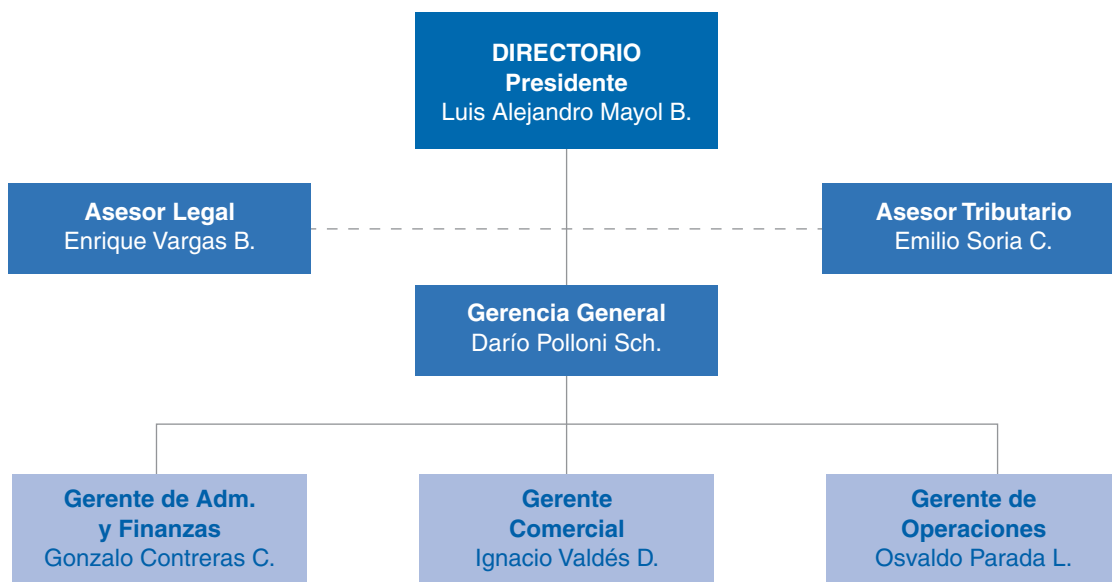 DIRECTORIO
Presidente
Luis Alejandro Mayol B.
Asesor Legal
Enrique Vargas B.
Asesor Tributario
Emilio Soria C.
Gerencia General
Darío Polloni Sch.
Gerente de Adm.
y Finanzas
Gonzalo Contreras C.
Gerente
Comercial
Ignacio Valdés D.
Gerente de
Operaciones
Osvaldo Parada L.